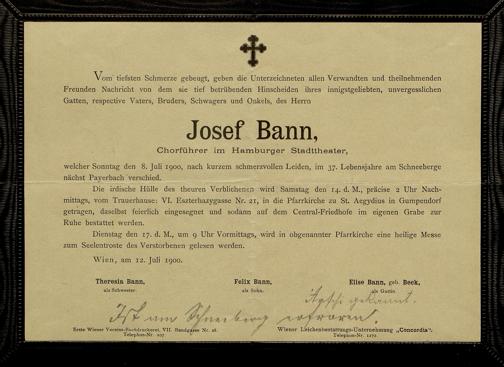 Vom tiefsten Schmerze gebeugt, geben die Unterzeichneten allen Verwandten und theilnehmenden
Freunden Nachricht von dem sie tief betrübenden Hinscheiden ihres innigstgeliebten, unvergesslichen
Gatten, respective Vaters, Bruders, Schwagers und Onkels, des Herrn
Josef Bann,
Chorführer im Hamburger Stadttheater,
welcher Sonntag den 8. Juli 1900, nach kurzem schmerzvollen Leiden, im 37. Lebensjahre am Schneeberge
nächst Payerbach verschied.
Die irdische Hülle des theuren Verblichenen wird Samstag den 14. d. M., präcise 2 Uhr Nach-
mittags, vom Trauerhause: VI. Eszterhazygasse Nr. 21, in die Pfarrkirche zu St. Aegydius in Gumpendorf
getragen, daselbst feierlich eingesegnet und sodann auf dem Central-Friedhofe im eigenen Grabe zur
Ruhe bestattet werden.
Dienstag den 17. d. M., um 9 Uhr Vormittags, wird in obgenannter Pfarrkirche eine heilige Messe
zum Seelentroste des Verstorbenen gelesen werden.
Wien, am 12. Juli 1900.
Theresia Bann, Felix Bann, Elise Bann, geb. Beck,
als Schwester. als Sohn. als Gattin.
gekannt.
Ist am Schneeberg erfroren.
Erste Wiener Vereins-Buchdruckerei, VII. Bandgasse Nr. 28. Wiener Leichenbestattungs-Unternehmung „Concordia“.
Telephon-Nr. Telephon-Nr.